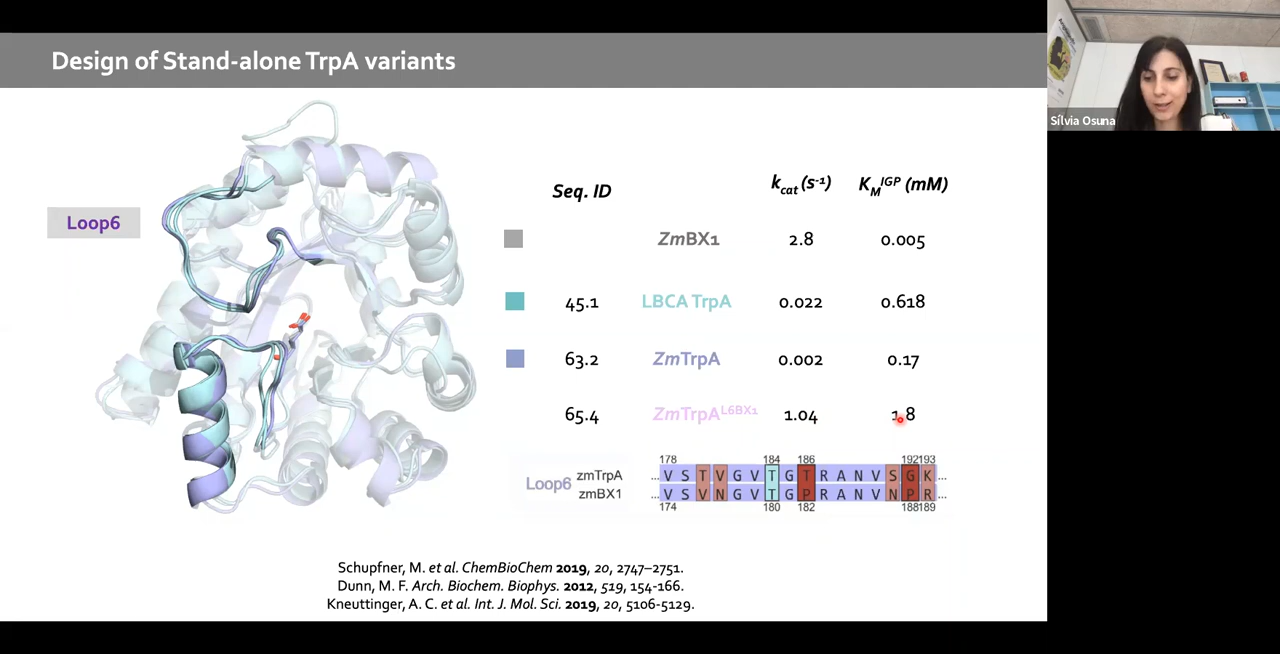 Design of Stand-alone TrpA variants
Sílvia Osuna
Loop6
Seq. ID
kcat (s-1) KMIGP (mM)
ZmBX1 2.8 0.005
45.1 LBCA TrpA 0.022 0.618
63.2 ZmTrpA 0.002 0.17
65.4 ZmTrpAL6BX1 1.04 1.8
178 184 186 192193
Loop6 zmTrpA ...V S T V G V T G T R A N V S G K...
zmBX1 ...V S V N G V T G P R A N V N P R...
174 180 182 188189
Schupfner, M. et al. ChemBioChem 2019, 20, 2747–2751.
Dunn, M. F. Arch. Biochem. Biophys. 2012, 519, 154-166.
Kneuttinger, A. C. et al. Int. J. Mol. Sci. 2019, 20, 5106-5129.